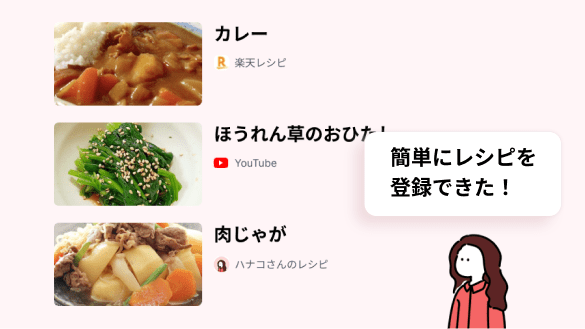 カレー
楽天レシピ
ほうれん草のおひたし
YouTube
簡単にレシピを
登録できた！
肉じゃが
ハナコさんのレシピ